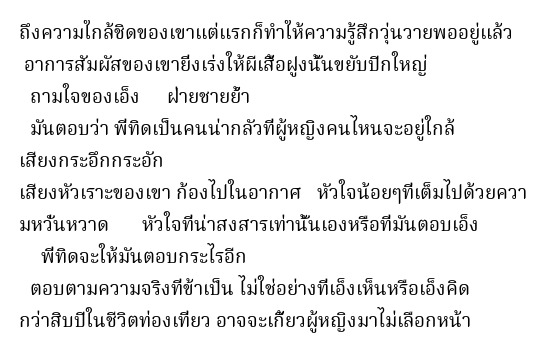 ถึงความใกล้ชิดของเขาแต่แรกก็ทำให้ความรู้สึกวุ่นวายพออยู่แล้ว
อาการสัมผัสของเขายิ่งเร่งให้ผีเสื้อฝูงนั้นขยับปีกใหญ่
ถามใจของเอ็ง ฝ่ายชายย้ำ
มันตอบว่า พี่ทิดเป็นคนน่ากลัวที่ผู้หญิงคนไหนจะอยู่ใกล้
เสียงกระอึกกระอัก
เสียงหัวเราะของเขา ก้องไปในอากาศ หัวใจน้อยๆที่เต็มไปด้วยควา
มหวั่นหวาด หัวใจที่น่าสงสารเท่านั้นเองหรือที่มันตอบเอ็ง
พี่ทิดจะให้มันตอบกระไรอีก
ตอบตามความจริงที่ข้าเป็น ไม่ใช่อย่างที่เอ็งเห็นหรือเอ็งคิด
กว่าสิบปีในชีวิตท่องเที่ยว อาจจะเกี้ยวผู้หญิงมาไม่เลือกหน้า